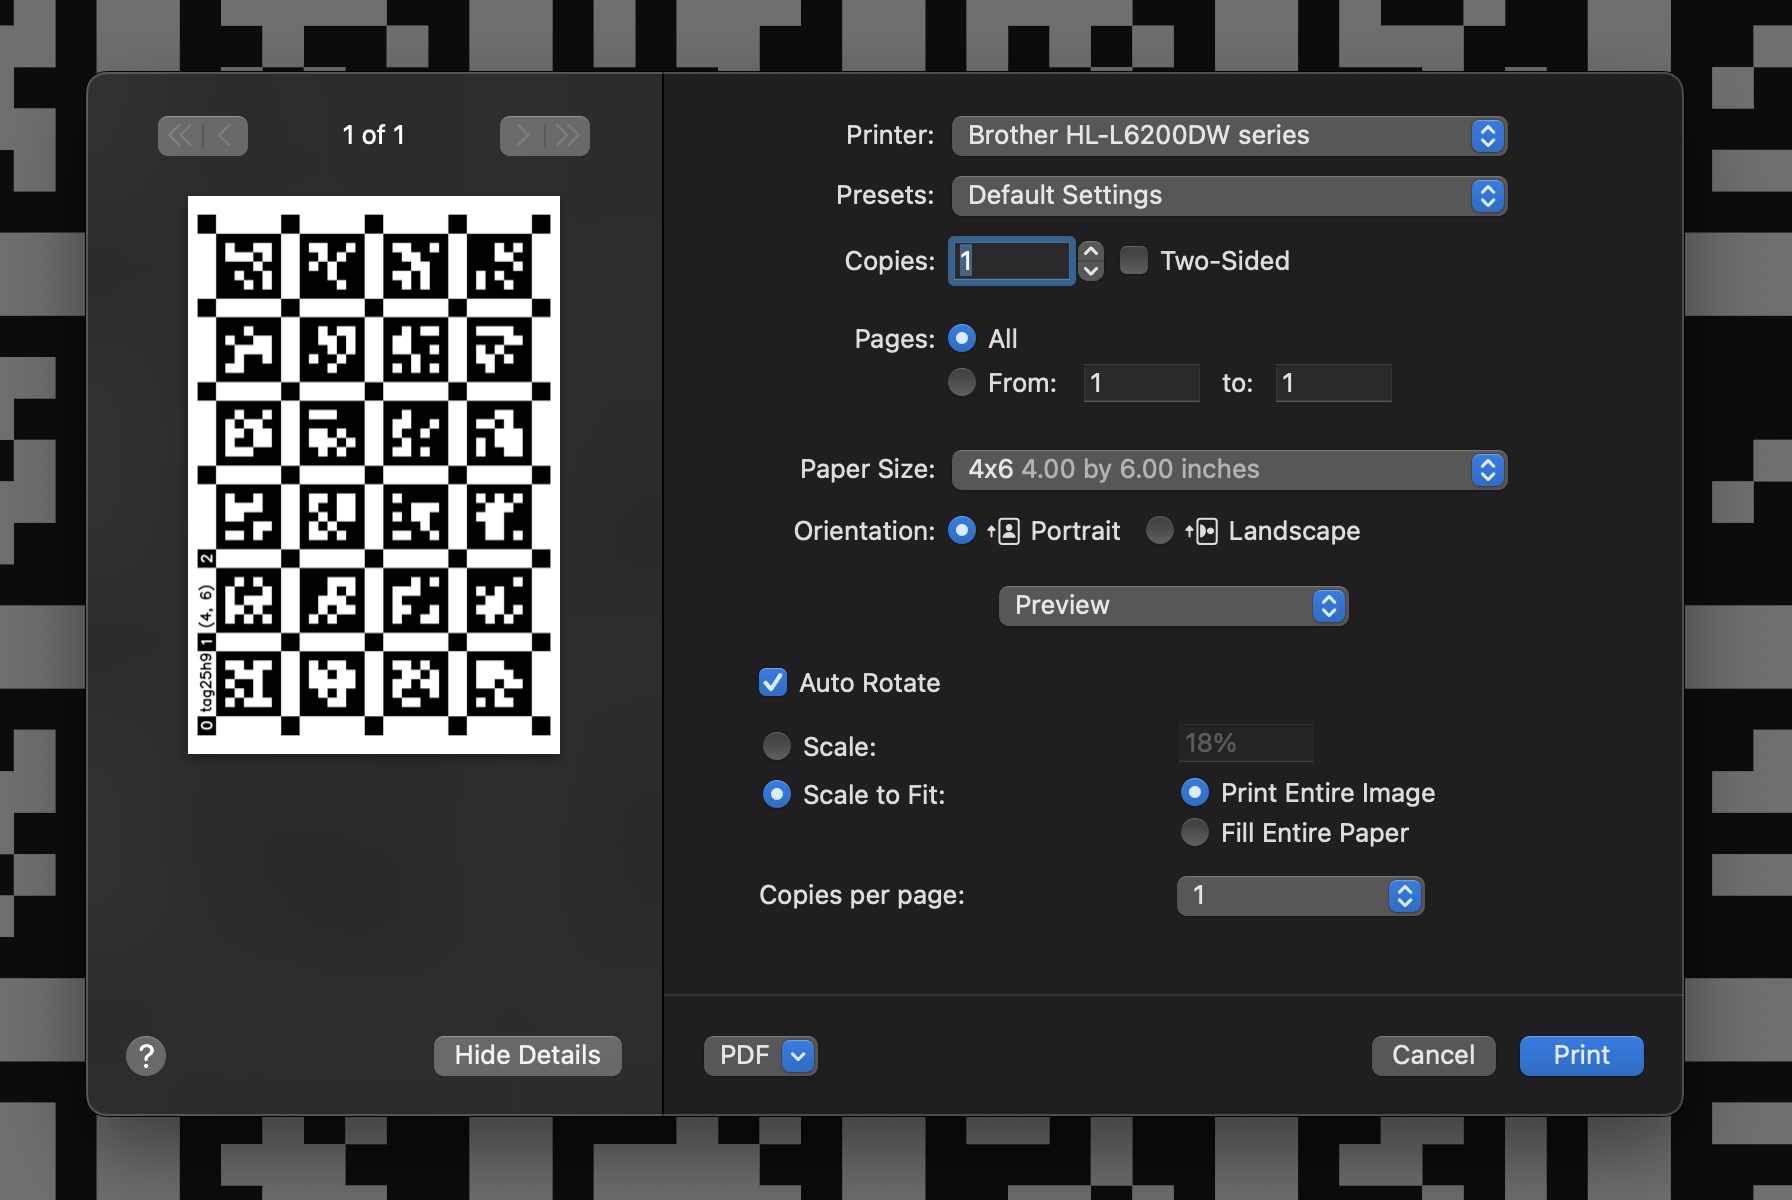 1 of 1
Printer: Brother HL-L6200DW series
Presets: Default Settings
Copies: 1 Two-Sided
Pages: All
From: 1 to: 1
Paper Size: 4x6 4.00 by 6.00 inches
Orientation: Portrait Landscape
Preview
Auto Rotate
Scale: 18%
Scale to Fit: Print Entire Image
Fill Entire Paper
Copies per page: 1
0 tag25h9 1 (4, 6) 2
? Hide Details PDF Cancel Print